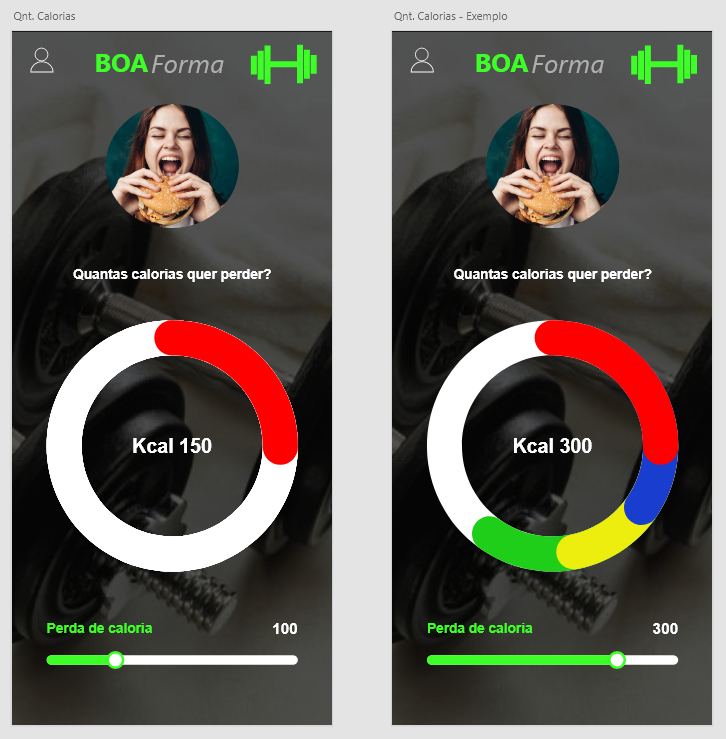 Qnt. Calorias
BOA Forma
Quantas calorias quer perder?
Kcal 150
Perda de caloria 100
Qnt. Calorias - Exemplo
BOA Forma
Quantas calorias quer perder?
Kcal 300
Perda de caloria 300